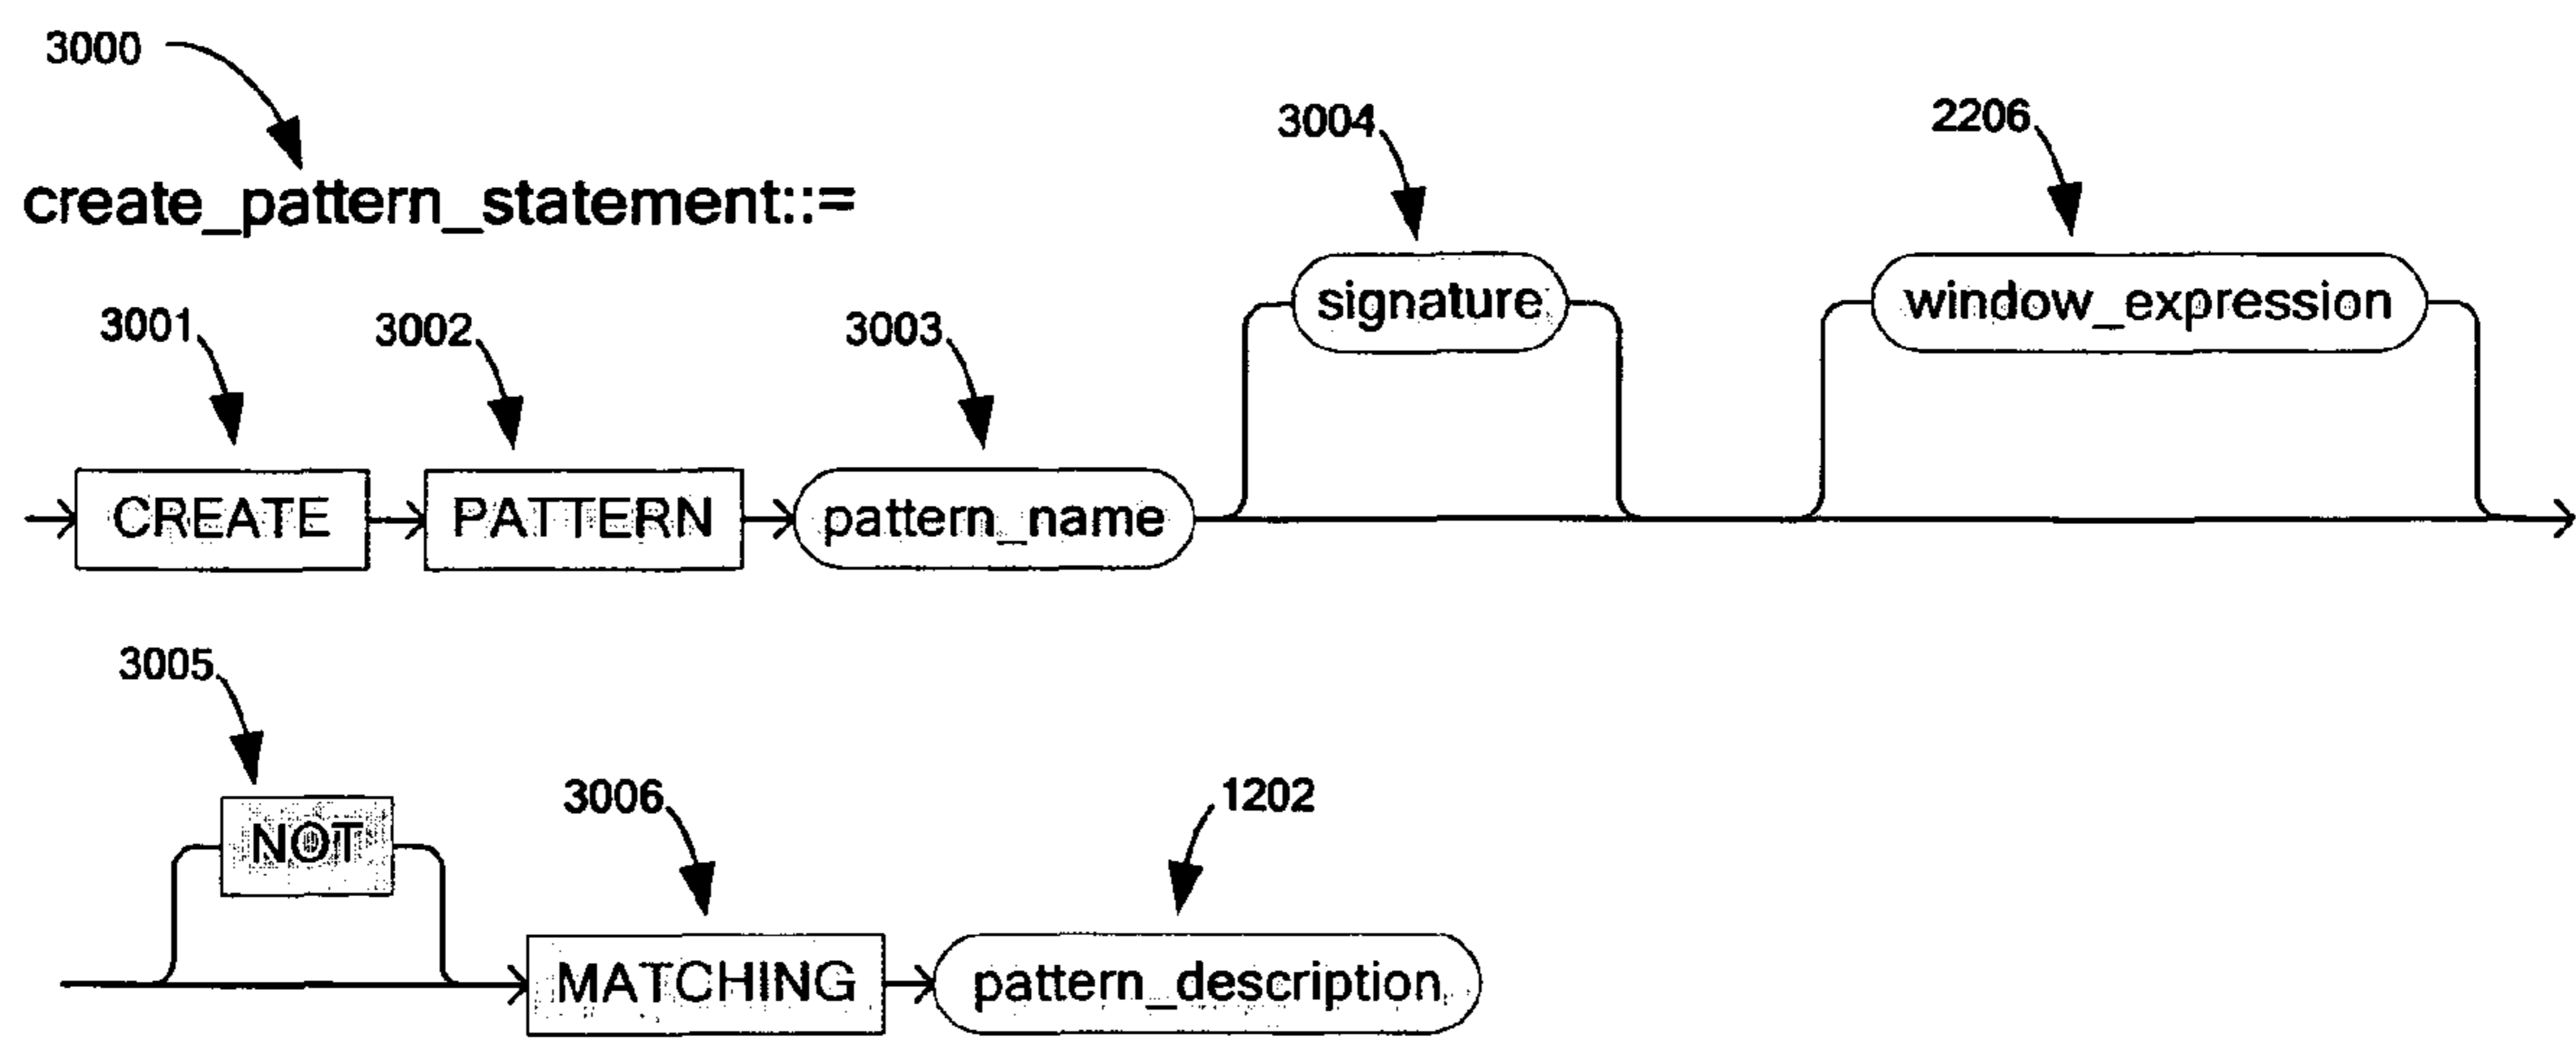 3000
create_pattern_statement::=
3004 2206
signature window_expression
3001 3002 3003
CREATE PATTERN pattern_name
3005
NOT
3006 1202
MATCHING pattern_description